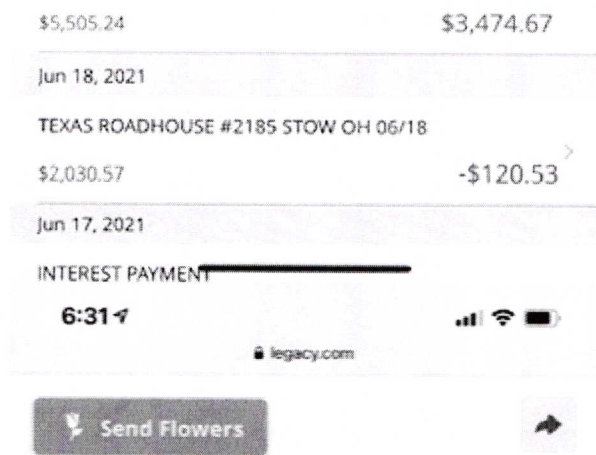 $5,505.24 $3,474.67
Jun 18, 2021
TEXAS ROADHOUSE #2185 STOW OH 06/18
$2,030.57 -$120.53
Jun 17, 2021
INTEREST PAYMENT
6:31
legacy.com
Send Flowers